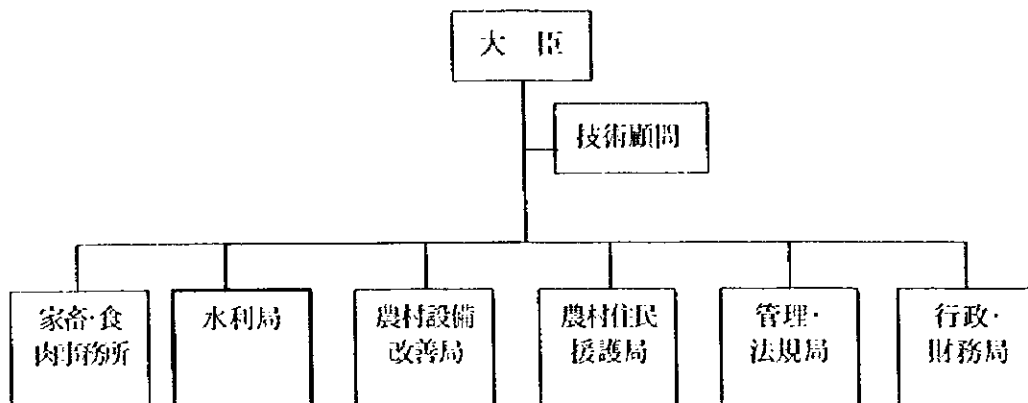 大臣
技術顧問
家畜・食
肉事務所
水利局
農村設備
改善局
農村住民
援護局
管理・
法規局
行政・
財務局